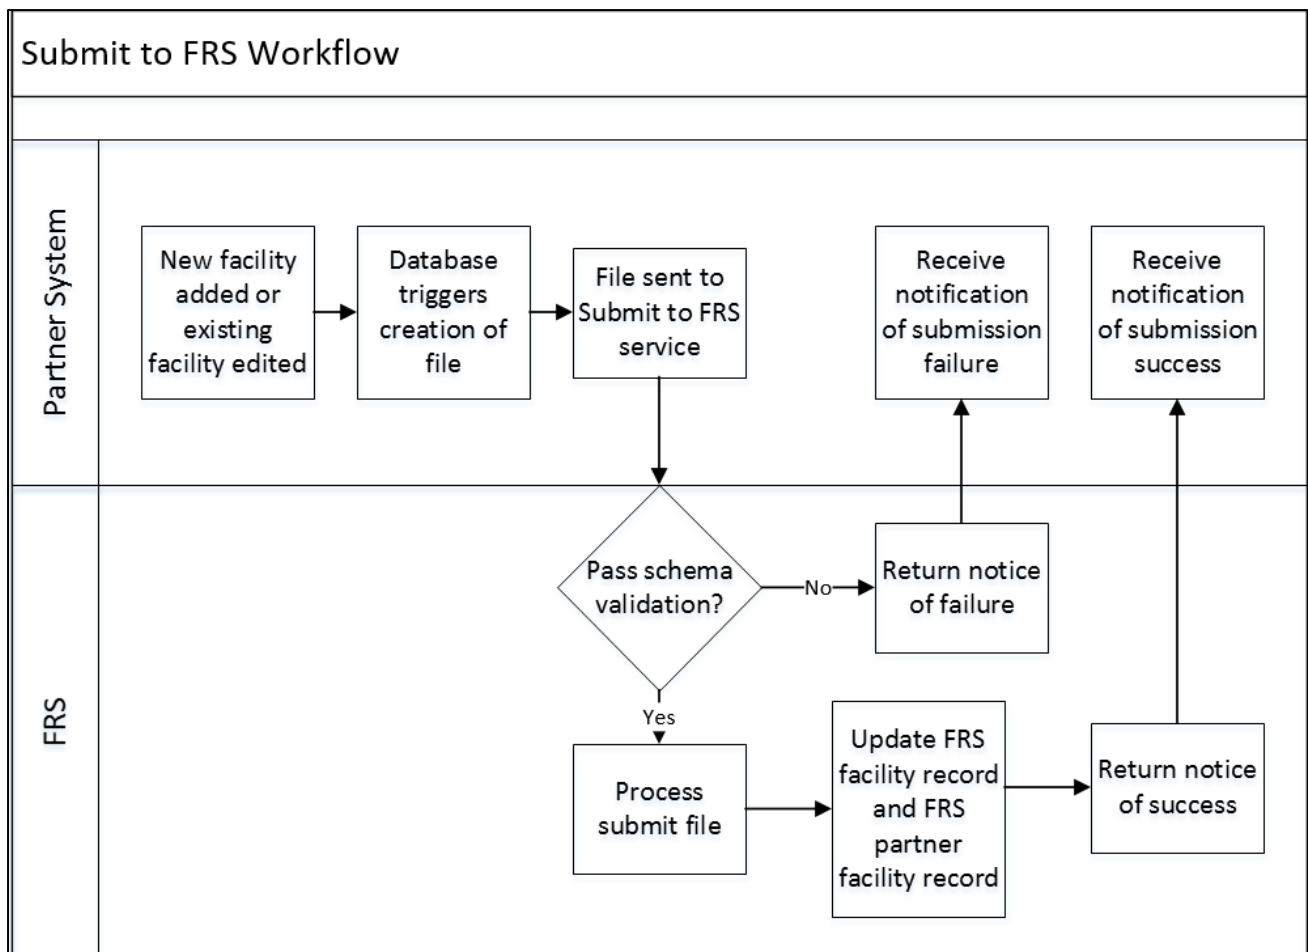 Submit to FRS Workflow
Partner System
New facility
added or
existing
facility edited
Database
triggers
creation of
file
File sent to
Submit to FRS
service
Receive
notification
of submission
failure
Receive
notification
of submission
success
FRS
Pass schema
validation?
No
Return notice
of failure
Yes
Process
submit file
Update FRS
facility record
and FRS
partner
facility record
Return notice
of success